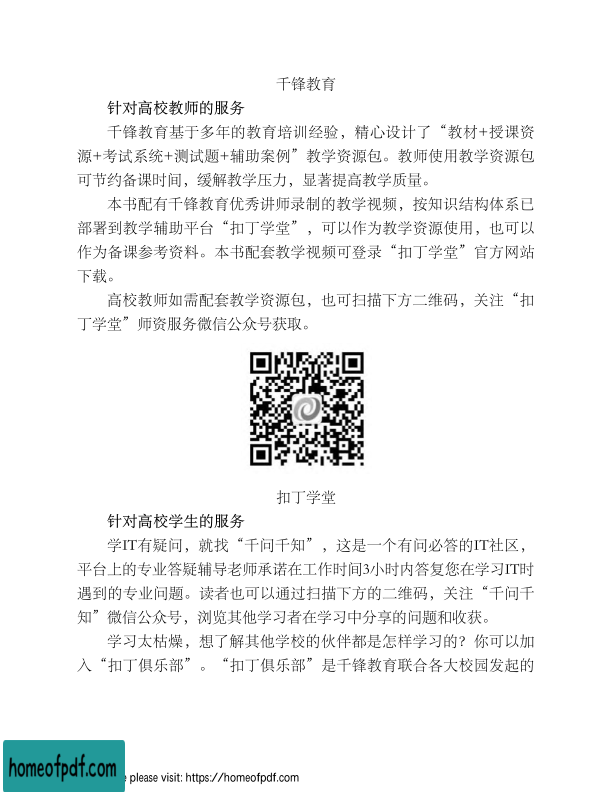 千锋教育
针对高校教师的服务
千锋教育基于多年的教育培训经验，精心设计了“教材+授课资
源+考试系统+测试题+辅助案例”教学资源包。教师使用教学资源包
可节约备课时间，缓解教学压力，显著提高教学质量。
本书配有千锋教育优秀讲师录制的教学视频，按知识结构体系已
部署到教学辅助平台“扣丁学堂”，可以作为教学资源使用，也可以
作为备课参考资料。本书配套教学视频可登录“扣丁学堂”官方网站
下载。
高校教师如需配套教学资源包，也可扫描下方二维码，关注“扣
丁学堂”师资服务微信公众号获取。
扣丁学堂
针对高校学生的服务
学IT有疑问，就找“千问千知”，这是一个有问必答的IT社区，
平台上的专业答疑辅导老师承诺在工作时间3小时内答复您在学习IT时
遇到的专业问题。读者也可以通过扫描下方的二维码，关注“千问千
知”微信公众号，浏览其他学习者在学习中分享的问题和收获。
学习太枯燥，想了解其他学校的伙伴都是怎样学习的？你可以加
入“扣丁俱乐部”。“扣丁俱乐部”是千锋教育联合各大校园发起的
homeofpdf.com
e please visit: https://homeofpdf.com